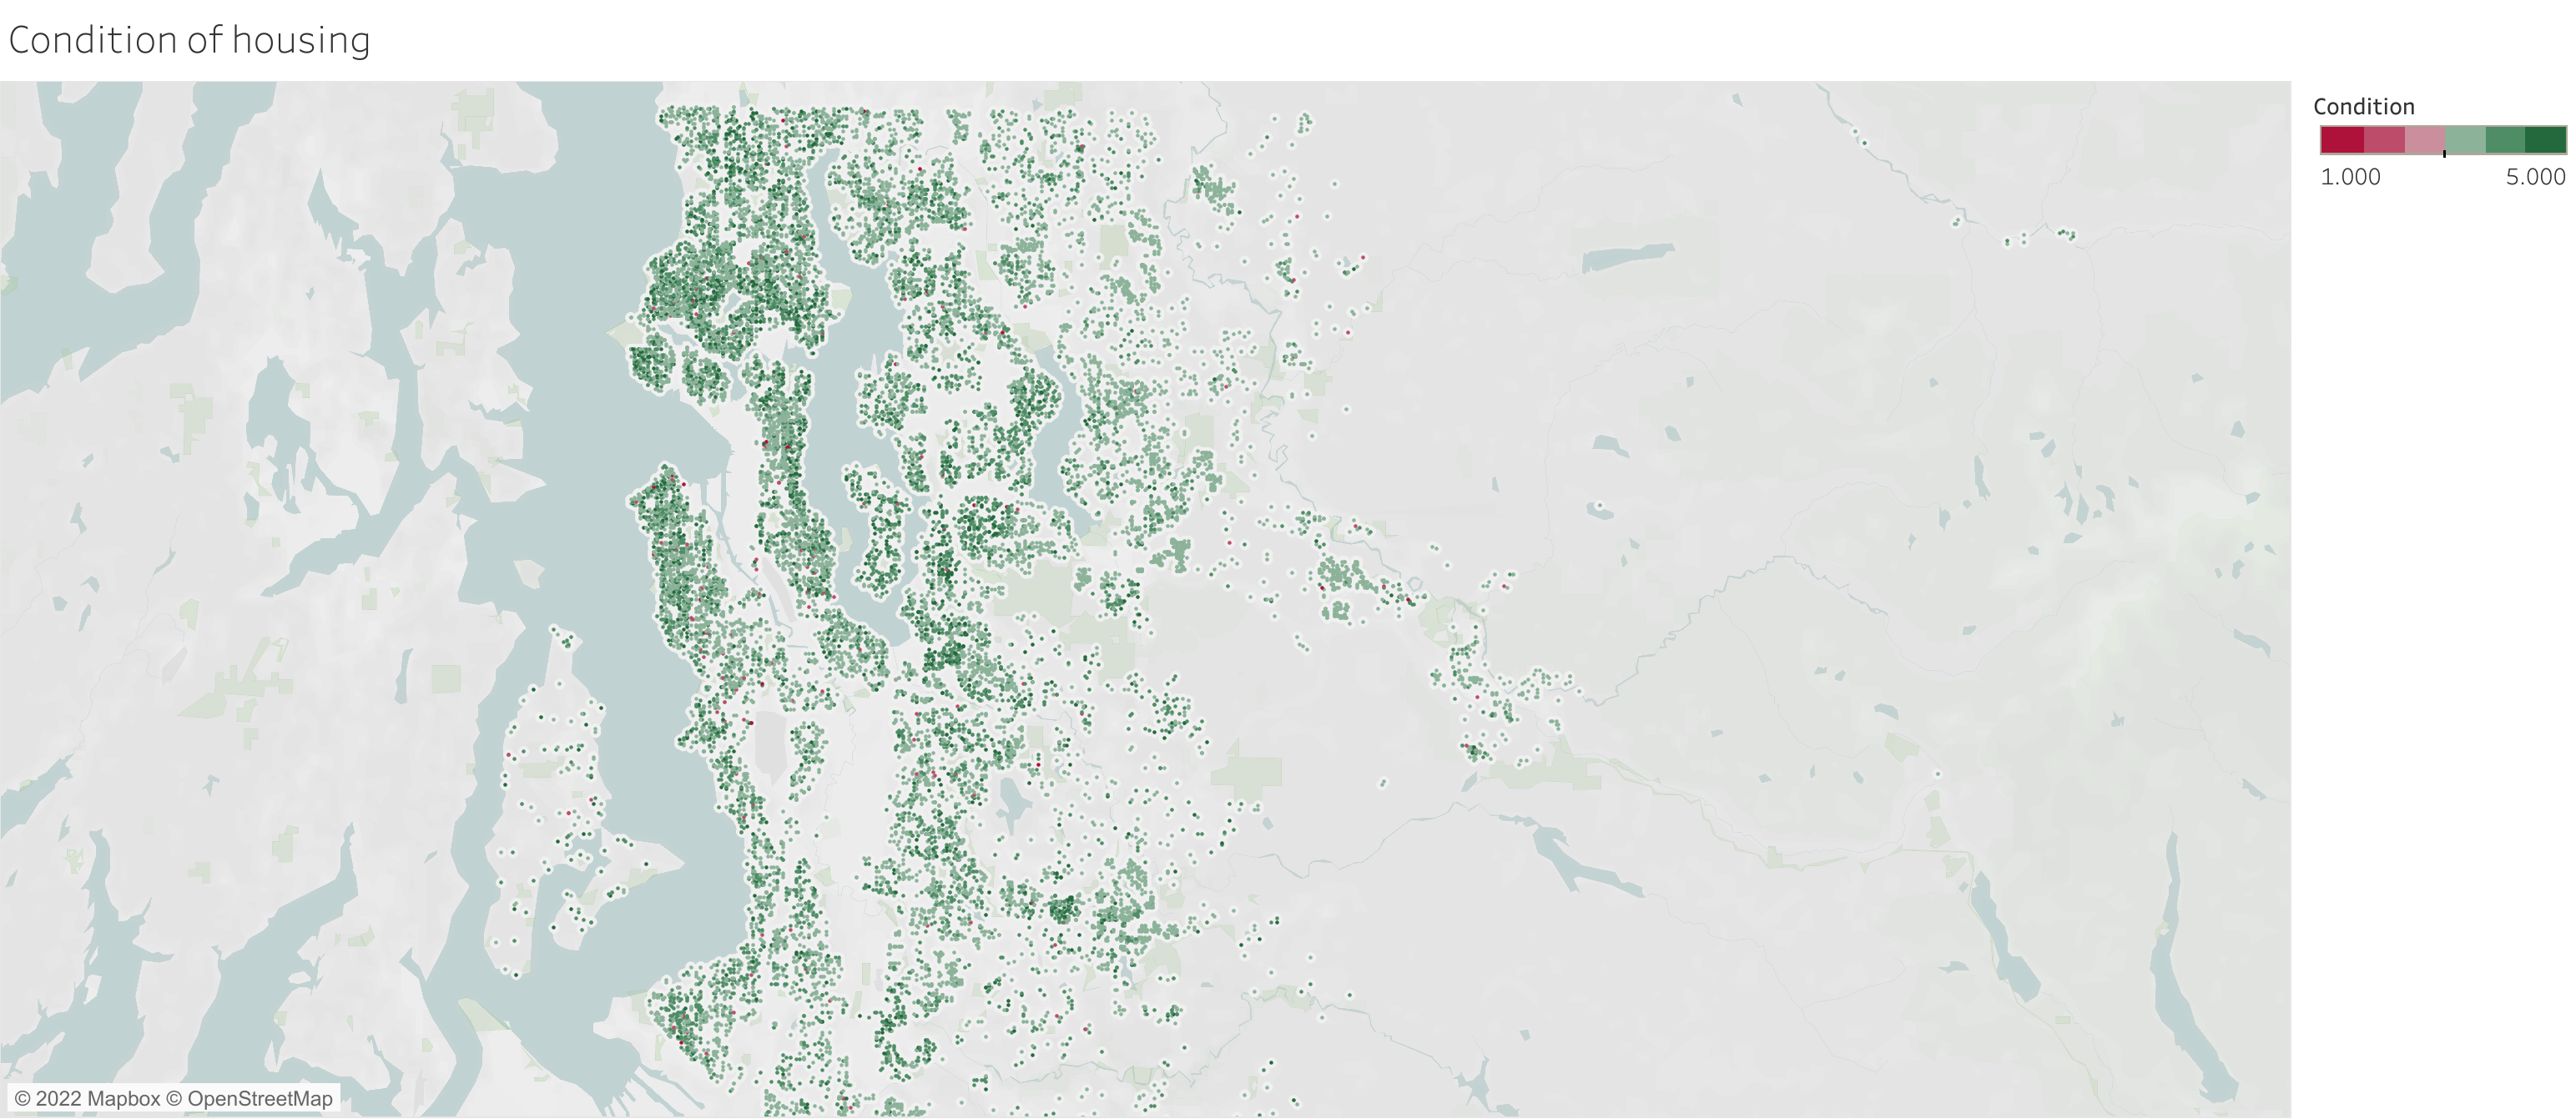 Condition of housing
Condition
1.000 5.000
© 2022 Mapbox © OpenStreetMap